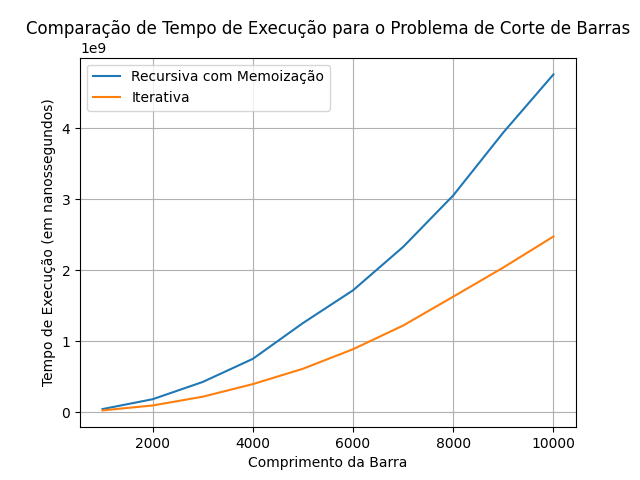 Comparação de Tempo de Execução para o Problema de Corte de Barras
1e9
Recursiva com Memoização
Iterativa
Tempo de Execução (em nanossegundos)
4
3
2
1
0
2000 4000 6000 8000 10000
Comprimento da Barra